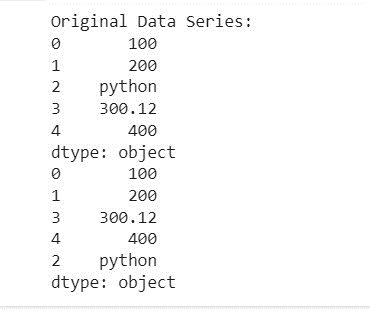 Original Data Series:
0 100
1 200
2 python
3 300.12
4 400
dtype: object
0 100
1 200
3 300.12
4 400
2 python
dtype: object